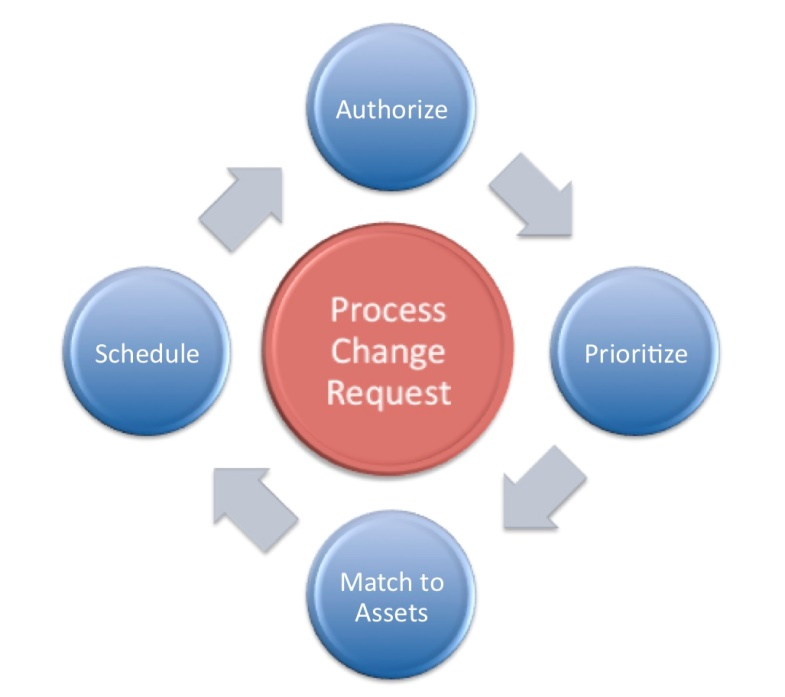 Authorize
Prioritize
Match to
Assets
Schedule
Process
Change
Request